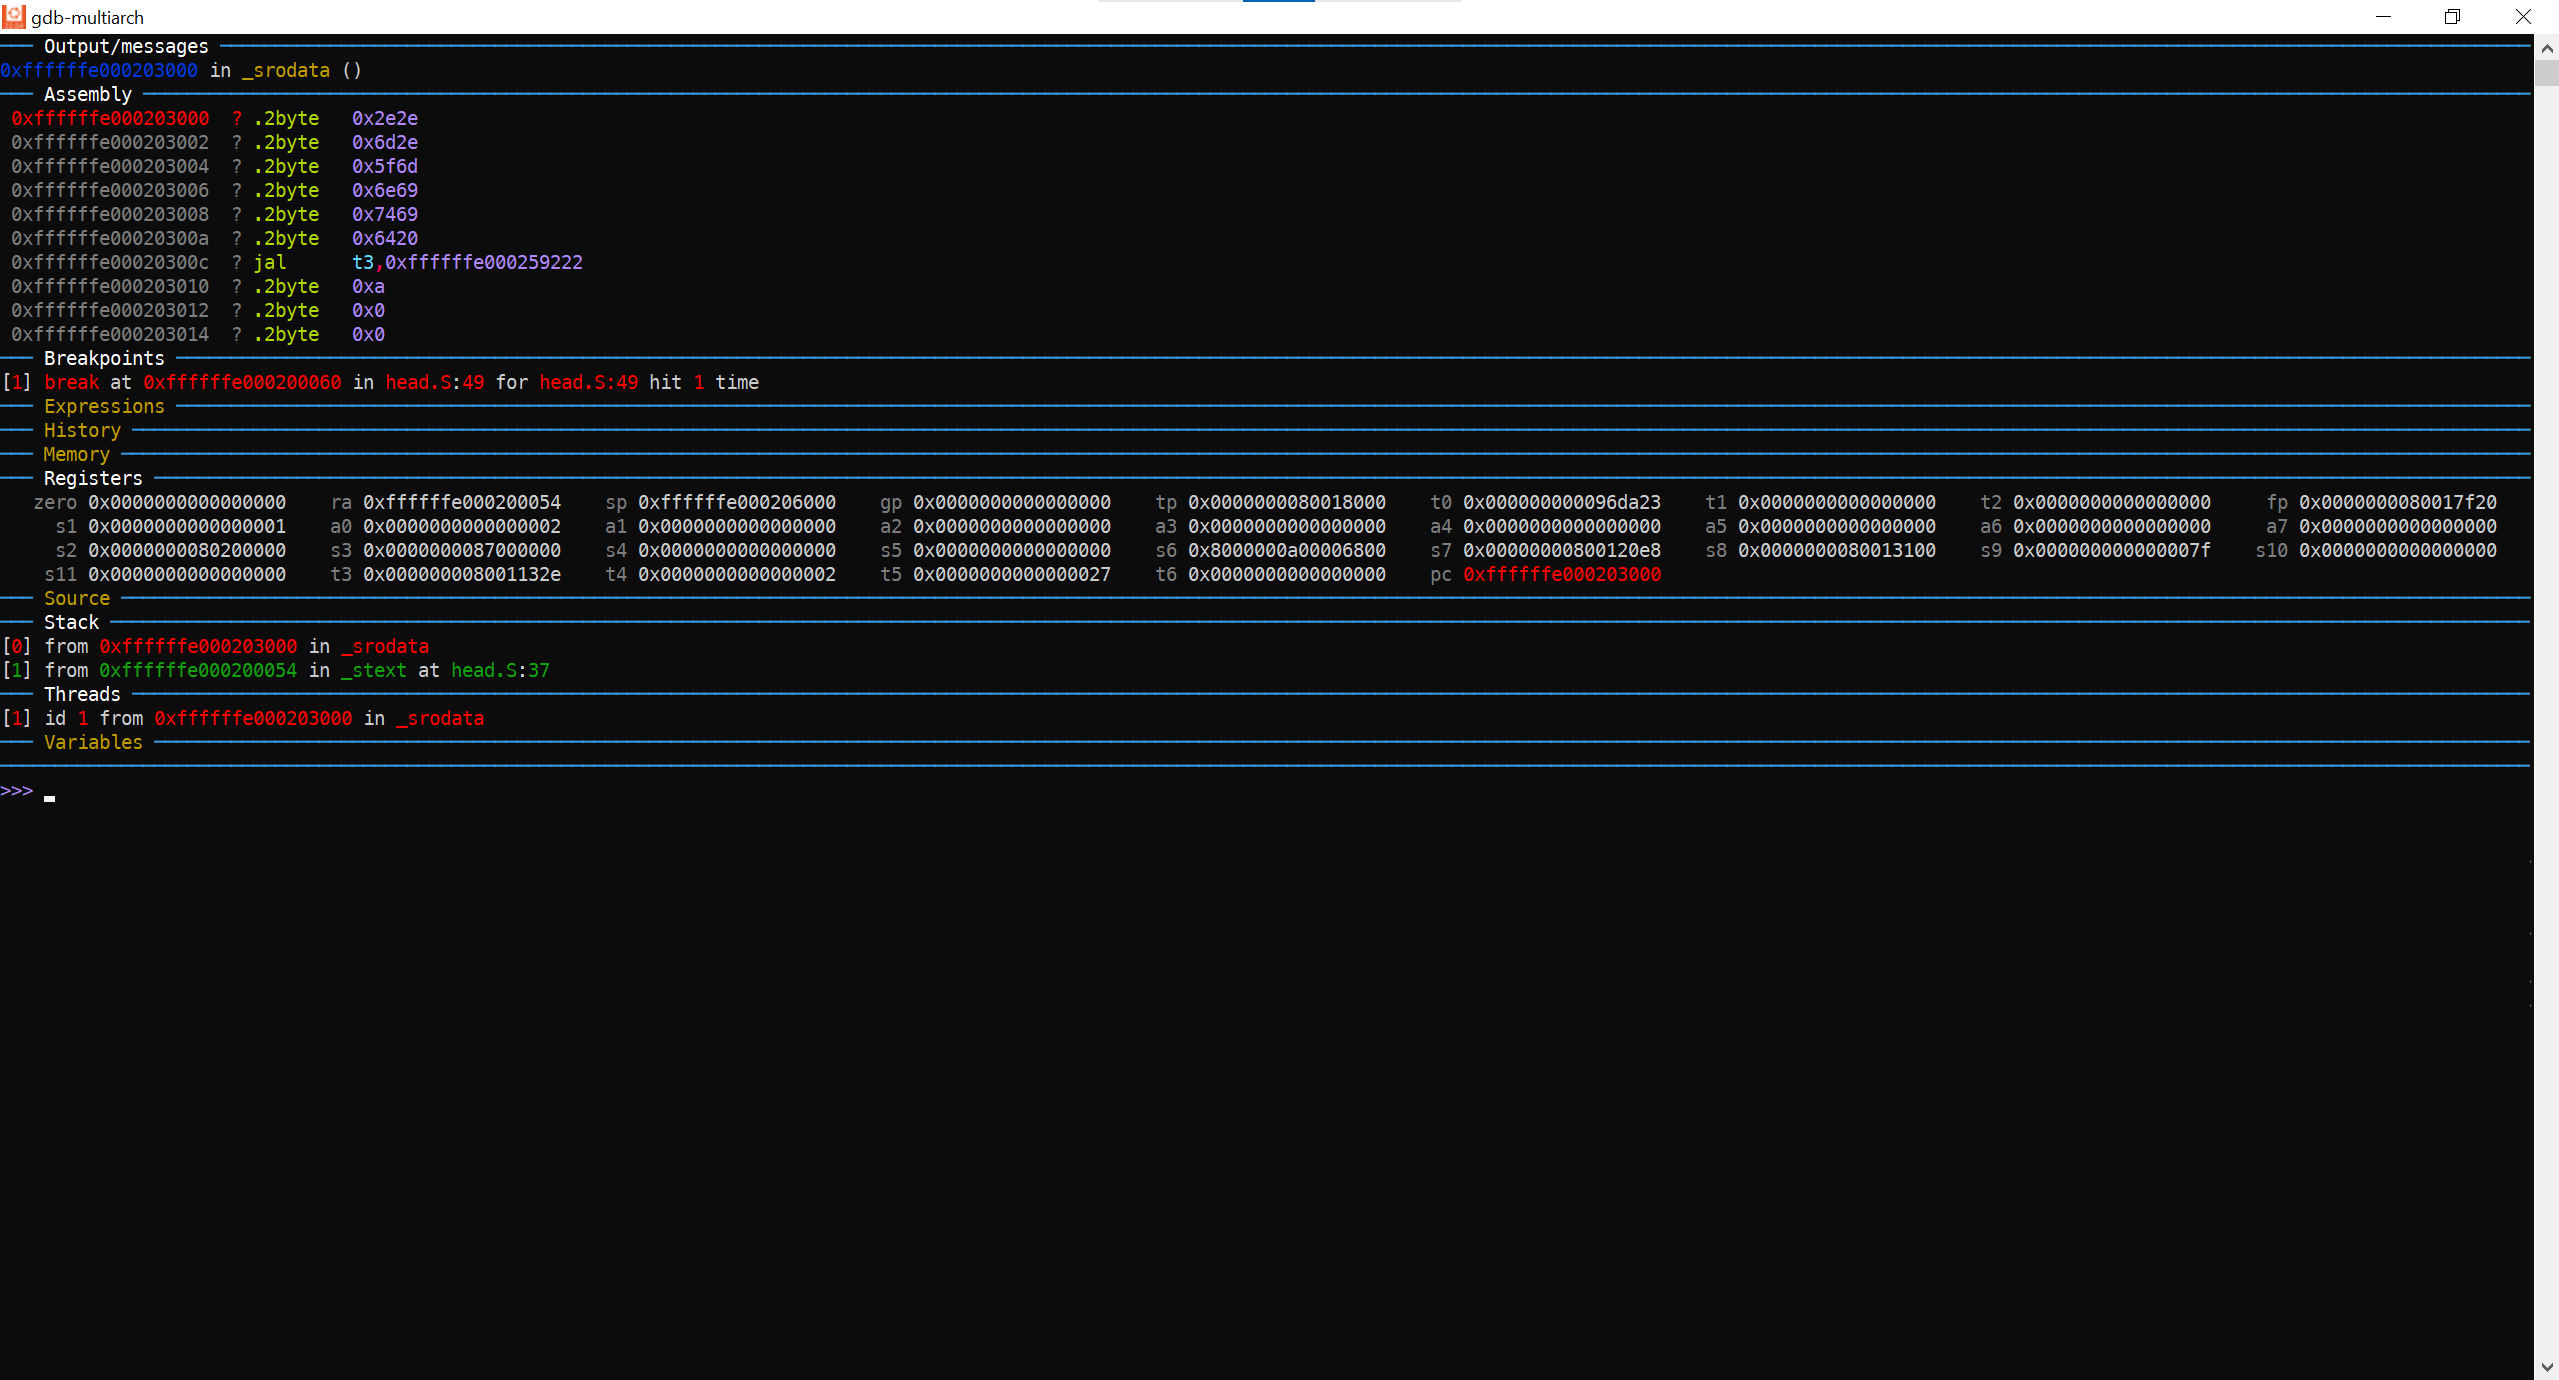 gdb-multiarch
Output/messages
0xffffffe000203000 in _srodata ()
Assembly
0xffffffe000203000 ? .2byte 0x2e2e
0xffffffe000203002 ? .2byte 0x6d2e
0xffffffe000203004 ? .2byte 0x5f6d
0xffffffe000203006 ? .2byte 0x6e69
0xffffffe000203008 ? .2byte 0x7469
0xffffffe00020300a ? .2byte 0x6420
0xffffffe00020300c ? jal t3,0xffffffe000259222
0xffffffe000203010 ? .2byte 0xa
0xffffffe000203012 ? .2byte 0x0
0xffffffe000203014 ? .2byte 0x0
Breakpoints
[1] break at 0xffffffe000200060 in head.S:49 for head.S:49 hit 1 time
Expressions
History
Memory
Registers
zero 0x0000000000000000 ra 0xffffffe000200054 sp 0xffffffe000206000 gp 0x0000000000000000 tp 0x0000000080018000 t0 0x000000000096da23 t1 0x0000000000000000 t2 0x0000000000000000 fp 0x0000000080017f20
s1 0x0000000000000001 a0 0x0000000000000002 a1 0x0000000000000000 a2 0x0000000000000000 a3 0x0000000000000000 a4 0x0000000000000000 a5 0x0000000000000000 a6 0x0000000000000000 a7 0x0000000000000000
s2 0x0000000080200000 s3 0x0000000087000000 s4 0x0000000000000000 s5 0x0000000000000000 s6 0x8000000a00006800 s7 0x00000000800120e8 s8 0x0000000080013100 s9 0x000000000000007f s10 0x0000000000000000
s11 0x0000000000000000 t3 0x000000008001132e t4 0x0000000000000002 t5 0x0000000000000027 t6 0x0000000000000000 pc 0xffffffe000203000
Source
Stack
[0] from 0xffffffe000203000 in _srodata
[1] from 0xffffffe000200054 in _stext at head.S:37
Threads
[1] id 1 from 0xffffffe000203000 in _srodata
Variables
>>>